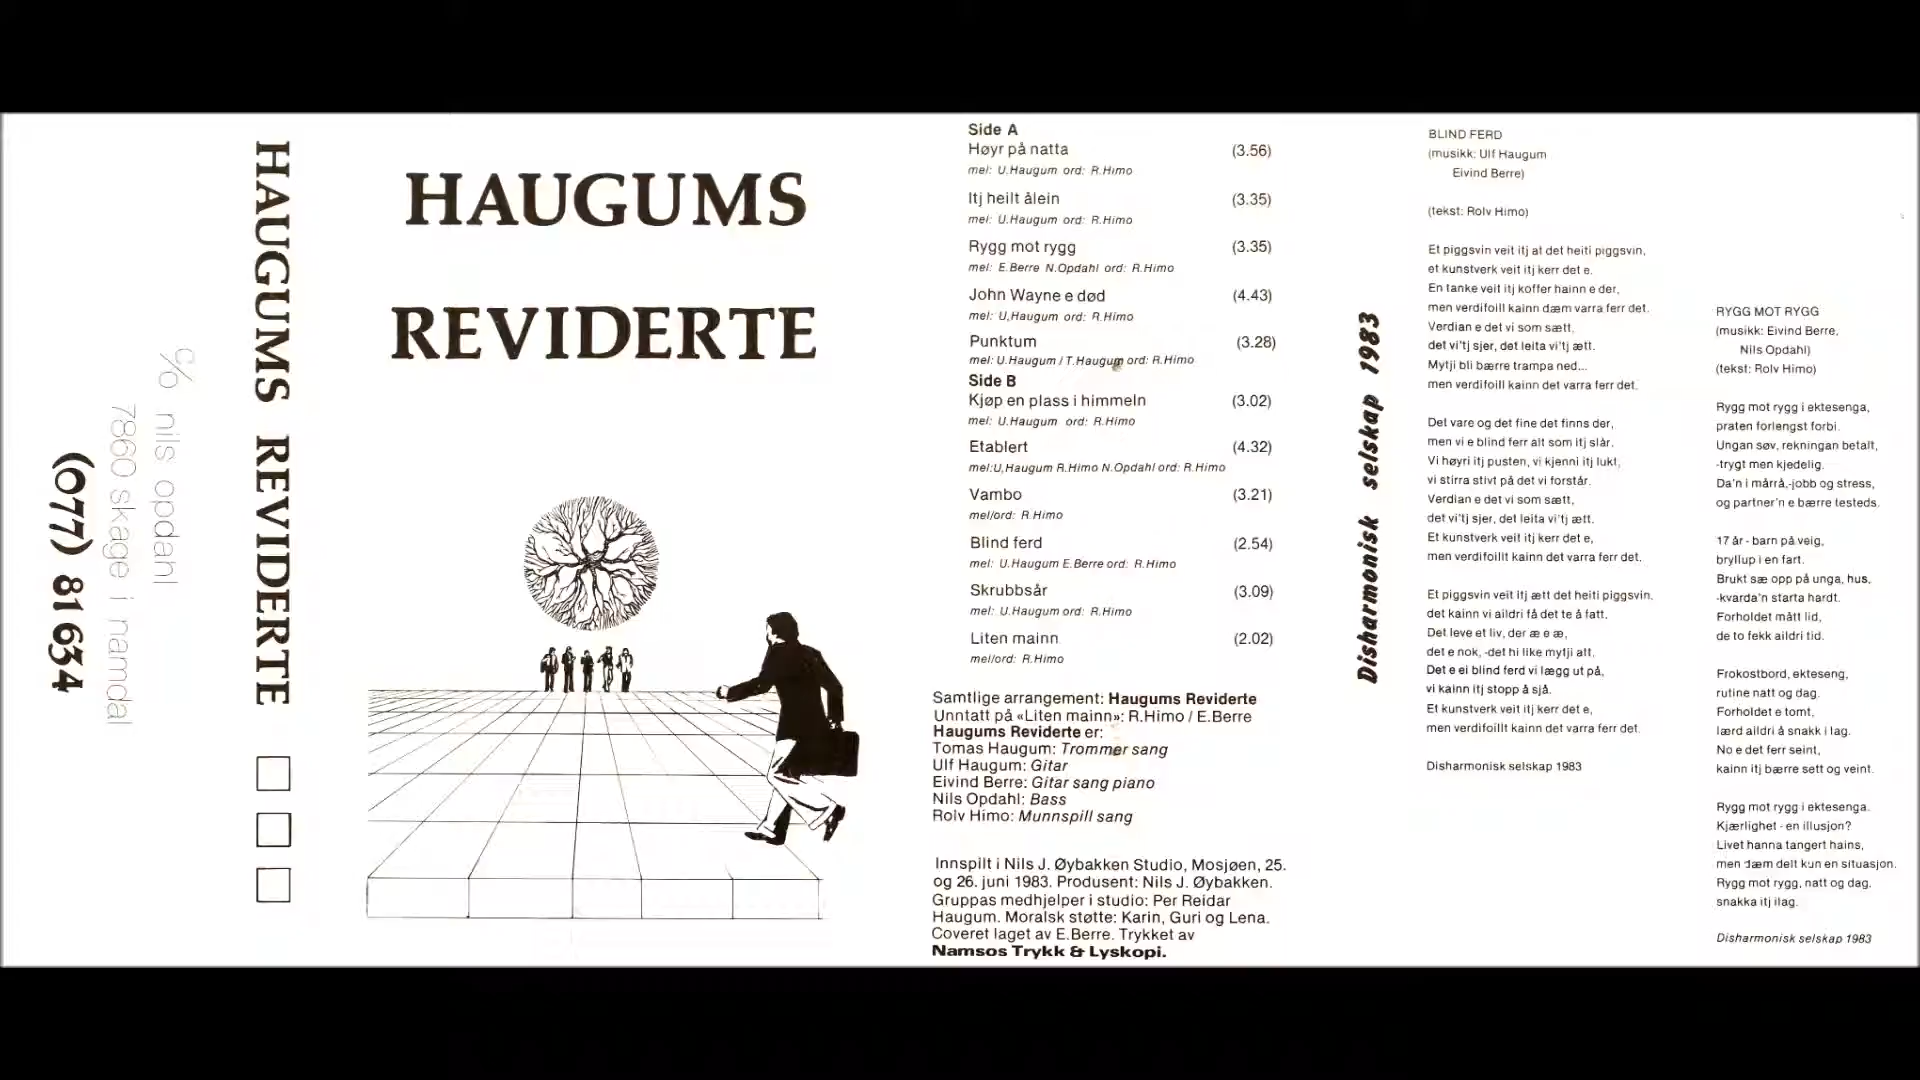 (077) 81 634
7860 skage i namdal
c/o nils opdahl
HAUGUMS REVIDERTE
HAUGUMS
REVIDERTE
Side A
Høyr på natta (3.56)
mel: U.Haugum ord: R.Himo
Itj heilt ålein (3.35)
mel: U.Haugum ord: R.Himo
Rygg mot rygg (3.35)
mel: E.Berre N.Opdahl ord: R.Himo
John Wayne e død (4.43)
mel: U,Haugum ord: R.Himo
Punktum (3.28)
mel: U.Haugum / T.Haugum ord: R.Himo
Side B
Kjøp en plass i himmeln (3.02)
mel: U.Haugum ord: R.Himo
Etablert (4.32)
mel:U,Haugum R.Himo N.Opdahl ord: R.Himo
Vambo (3.21)
mel/ord: R.Himo
Blind ferd (2.54)
mel: U.Haugum E.Berre ord: R.Himo
Skrubbsår (3.09)
mel: U.Haugum ord: R.Himo
Liten mainn (2.02)
mel/ord: R.Himo
Samtlige arrangement: Haugums Reviderte
Unntatt på «Liten mainn»: R.Himo / E.Berre
Haugums Reviderte er:
Tomas Haugum: Trommer sang
Ulf Haugum: Gitar
Eivind Berre: Gitar sang piano
Nils Opdahl: Bass
Rolv Himo: Munnspill sang
Innspilt i Nils J. Øybakken Studio, Mosjøen, 25.
og 26. juni 1983. Produsent: Nils J. Øybakken.
Gruppas medhjelper i studio: Per Reidar
Haugum. Moralsk støtte: Karin, Guri og Lena.
Coveret laget av E.Berre. Trykket av
Namsos Trykk & Lyskopi.
Disharmonisk selskap 1983
BLIND FERD
(musikk: Ulf Haugum
Eivind Berre)
(tekst: Rolv Himo)
Et piggsvin veit itj at det heiti piggsvin,
et kunstverk veit itj kerr det e.
En tanke veit itj koffer hainn e der,
men verdifoill kainn dæm varra ferr det.
Verdian e det vi som sætt,
det vi'tj sjer, det leita vi'tj ætt.
Mytji bli bærre trampa ned...
men verdifoill kainn det varra ferr det.
Det vare og det fine det finns der,
men vi e blind ferr alt som itj slår.
Vi høyri itj pusten, vi kjenni itj lukt,
vi stirra stivt på det vi forstår.
Verdian e det vi som sætt,
det vi'tj sjer, det leita vi'tj ætt.
Et kunstverk veit itj kerr det e,
men verdifoillt kainn det varra ferr det.
Et piggsvin veit itj ætt det heiti piggsvin,
det kainn vi aildri få det te å fatt.
Det leve et liv, der æ e æ,
det e nok, -det hi like mytji att.
Det e ei blind ferd vi lægg ut på,
vi kainn itj stopp å sjå.
Et kunstverk veit itj kerr det e,
men verdifoillt kainn det varra ferr det.
Disharmonisk selskap 1983
RYGG MOT RYGG
(musikk: Eivind Berre,
Nils Opdahl)
(tekst: Rolv Himo)
Rygg mot rygg i ektesenga,
praten forlengst forbi.
Ungan søv, rekningan betalt,
-trygt men kjedelig.
Da'n i mårrå,-jobb og stress,
og partner'n e bærre testeds.
17 år - barn på veig,
bryllup i en fart.
Brukt sæ opp på unga, hus,
-kvarda'n starta hardt.
Forholdet mått lid,
de to fekk aildri tid.
Frokostbord, ekteseng,
rutine natt og dag.
Forholdet e tomt,
lærd aildri å snakk i lag.
No e det ferr seint,
kainn itj bærre sett og veint.
Rygg mot rygg i ektesenga.
Kjærlighet - en illusjon?
Livet hanna tangert hains,
men dæm delt kun en situasjon.
Rygg mot rygg, natt og dag.
snakka itj ilag.
Disharmonisk selskap 1983